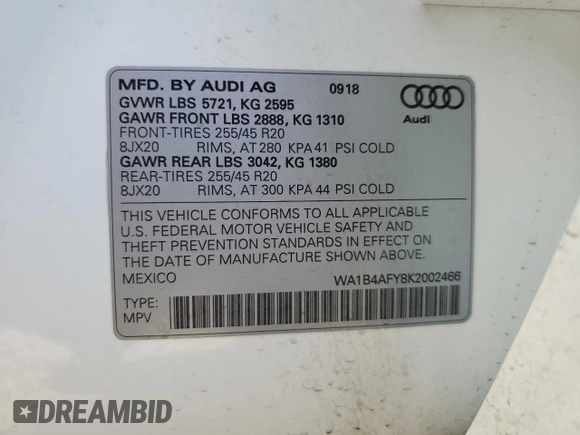 MFD. BY AUDI AG 0918
GVWR LBS 5721, KG 2595
GAWR FRONT LBS 2888, KG 1310
FRONT-TIRES 255/45 R20
8JX20 RIMS, AT 280 KPA 41 PSI COLD
GAWR REAR LBS 3042, KG 1380
REAR-TIRES 255/45 R20
8JX20 RIMS, AT 300 KPA 44 PSI COLD
Audi
THIS VEHICLE CONFORMS TO ALL APPLICABLE
U.S. FEDERAL MOTOR VEHICLE SAFETY AND
THEFT PREVENTION STANDARDS IN EFFECT ON
THE DATE OF MANUFACTURE SHOWN ABOVE.
MEXICO WA1B4AFY8K2002466
TYPE:
MPV
DREAMBID